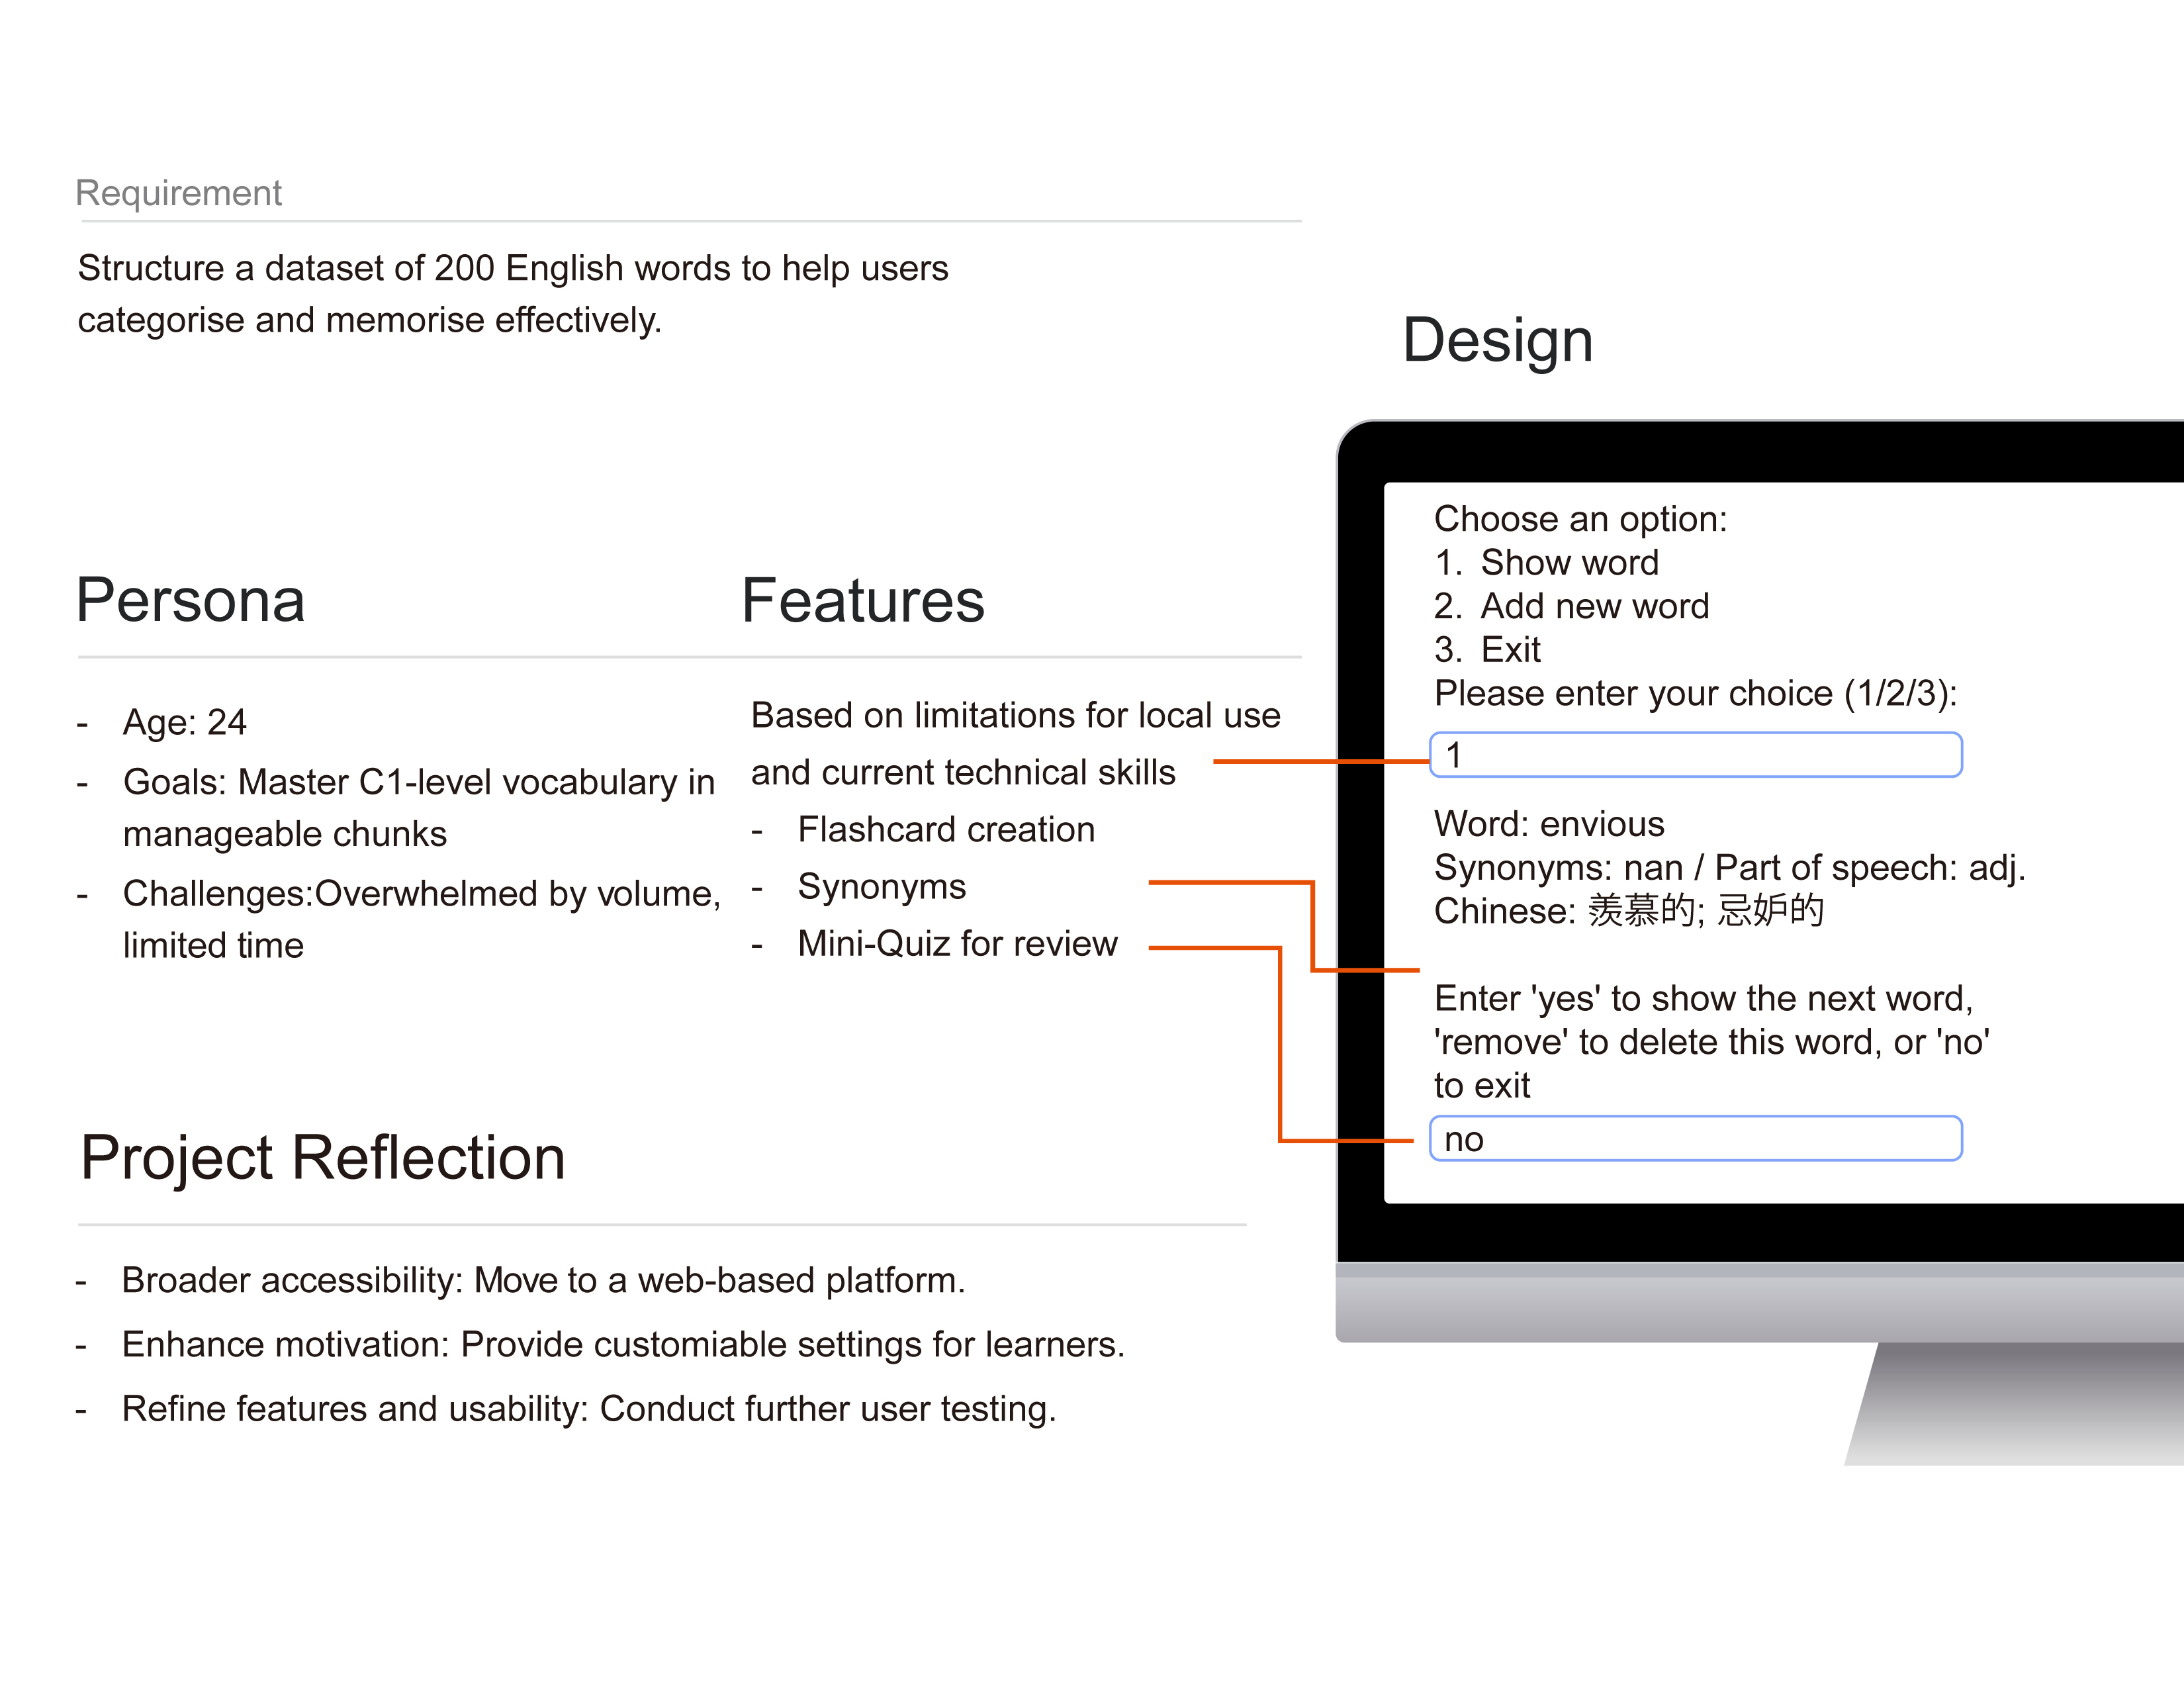 Requirement
Structure a dataset of 200 English words to help users
categorise and memorise effectively.
Persona
- Age: 24
- Goals: Master C1-level vocabulary in
manageable chunks
- Challenges:Overwhelmed by volume,
limited time
Features
Based on limitations for local use
and current technical skills
- Flashcard creation
- Synonyms
- Mini-Quiz for review
Project Reflection
- Broader accessibility: Move to a web-based platform.
- Enhance motivation: Provide customiable settings for learners.
- Refine features and usability: Conduct further user testing.
Design
Choose an option:
1. Show word
2. Add new word
3. Exit
Please enter your choice (1/2/3):
1
Word: envious
Synonyms: nan / Part of speech: adj.
Chinese: 羡慕的; 忌妒的
Enter 'yes' to show the next word,
'remove' to delete this word, or 'no'
to exit
no